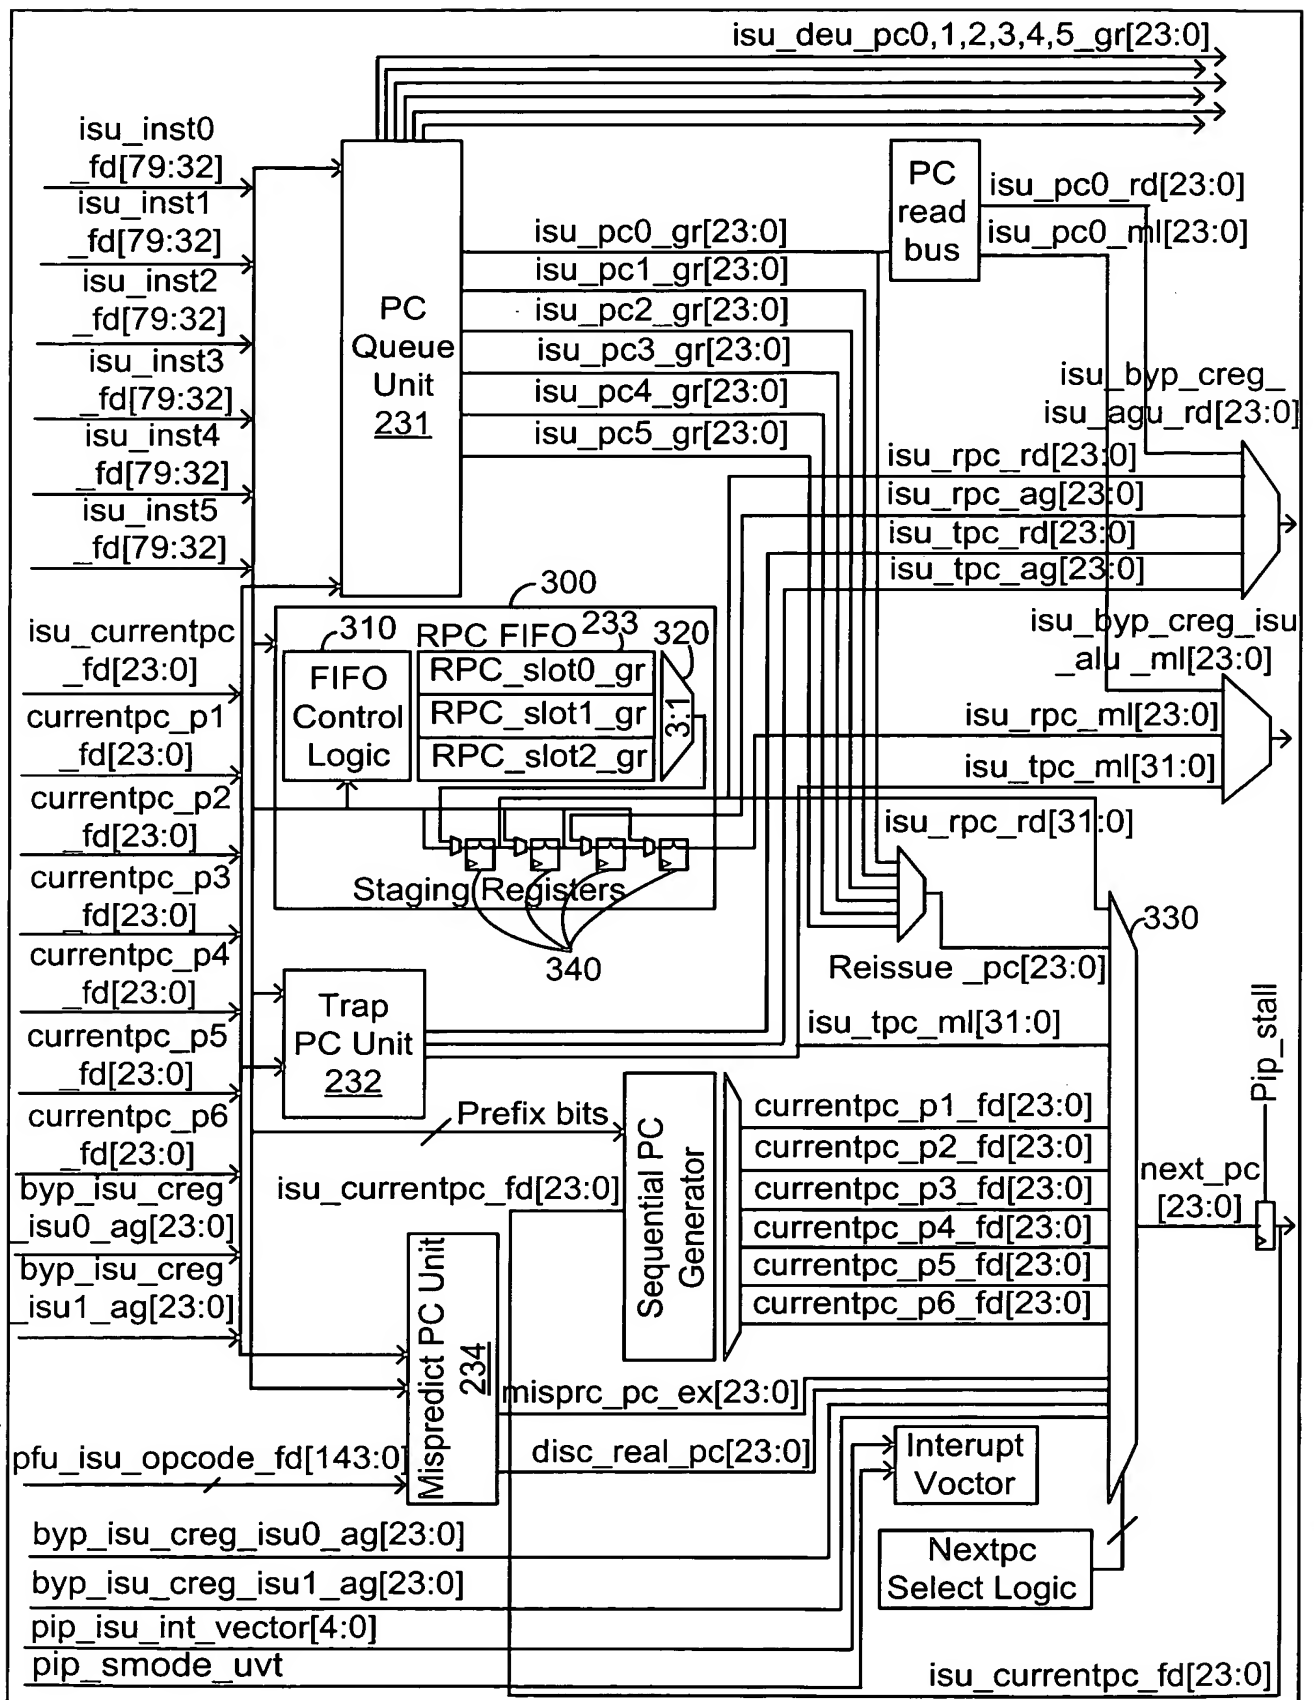 isu_deu_pc0,1,2,3,4,5_gr[23:0]
isu_inst0
_fd[79:32]
isu_inst1
_fd[79:32]
isu_inst2
_fd[79:32]
isu_inst3
_fd[79:32]
isu_inst4
_fd[79:32]
isu_inst5
_fd[79:32]
isu_currentpc
_fd[23:0]
currentpc_p1
_fd[23:0]
currentpc_p2
_fd[23:0]
currentpc_p3
_fd[23:0]
currentpc_p4
_fd[23:0]
currentpc_p5
_fd[23:0]
currentpc_p6
_fd[23:0]
byp_isu_creg
_isu0_ag[23:0]
byp_isu_creg
_isu1_ag[23:0]
pfu_isu_opcode_fd[143:0]
byp_isu_creg_isu0_ag[23:0]
byp_isu_creg_isu1_ag[23:0]
pip_isu_int_vector[4:0]
pip_smode_uvt
PC
Queue
Unit
231
isu_pc0_gr[23:0]
isu_pc1_gr[23:0]
isu_pc2_gr[23:0]
isu_pc3_gr[23:0]
isu_pc4_gr[23:0]
isu_pc5_gr[23:0]
PC
read
bus
isu_pc0_rd[23:0]
isu_pc0_ml[23:0]
isu_byp_creg_
isu_agu_rd[23:0]
isu_rpc_rd[23:0]
isu_rpc_ag[23:0]
isu_tpc_rd[23:0]
isu_tpc_ag[23:0]
isu_byp_creg_isu
_alu _ml[23:0]
isu_rpc_ml[23:0]
isu_tpc_ml[31:0]
300
310
RPC FIFO
233
320
FIFO
Control
Logic
RPC_slot0_gr
RPC_slot1_gr
RPC_slot2_gr
3:1
Staging Registers
340
isu_rpc_rd[31:0]
330
Reissue _pc[23:0]
isu_tpc_ml[31:0]
Trap
PC Unit
232
Prefix bits
isu_currentpc_fd[23:0]
Sequential PC
Generator
currentpc_p1_fd[23:0]
currentpc_p2_fd[23:0]
currentpc_p3_fd[23:0]
currentpc_p4_fd[23:0]
currentpc_p5_fd[23:0]
currentpc_p6_fd[23:0]
Pip_stall
next_pc
[23:0]
Mispredict PC Unit
234
misprc_pc_ex[23:0]
disc_real_pc[23:0]
Interupt
Voctor
Nextpc
Select Logic
isu_currentpc_fd[23:0]